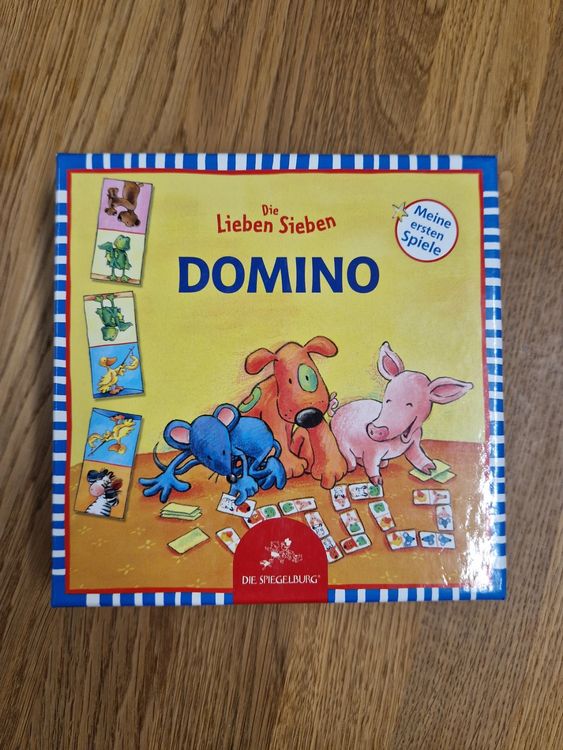 Die
Lieben Sieben
DOMINO
Meine
ersten
Spiele
DIE SPIEGELBURG®